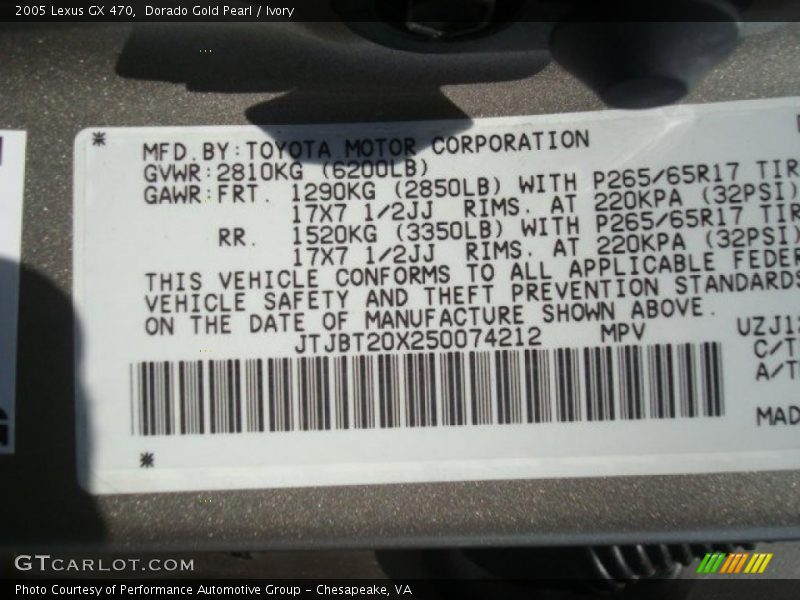 2005 Lexus GX 470, Dorado Gold Pearl / Ivory
MFD.BY:TOYOTA MOTOR CORPORATION
GVWR:2810KG (6200LB)
GAWR:FRT. 1290KG (2850LB) WITH P265/65R17 TIR
17X7 1/2JJ RIMS. AT 220KPA (32PSI)
RR. 1520KG (3350LB) WITH P265/65R17 TIR
17X7 1/2JJ RIMS. AT 220KPA (32PSI)
THIS VEHICLE CONFORMS TO ALL APPLICABLE FEDER
VEHICLE SAFETY AND THEFT PREVENTION STANDARDS
ON THE DATE OF MANUFACTURE SHOWN ABOVE.
JTJBT20X250074212 MPV UZJ12
C/T
A/T
MAD
GTCARLOT.COM
Photo Courtesy of Performance Automotive Group - Chesapeake, VA